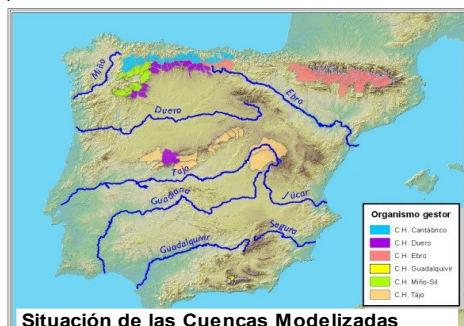 Miño
Duero
Ebro
Tajo
Guadiana
Júcar
Guadalquivir
Segura
Organismo gestor
C.H. Cantábrico
C.H. Duero
C.H. Ebro
C.H. Guadalquivir
C.H. Miño-Sil
C.H. Tajo
Situación de las Cuencas Modelizadas